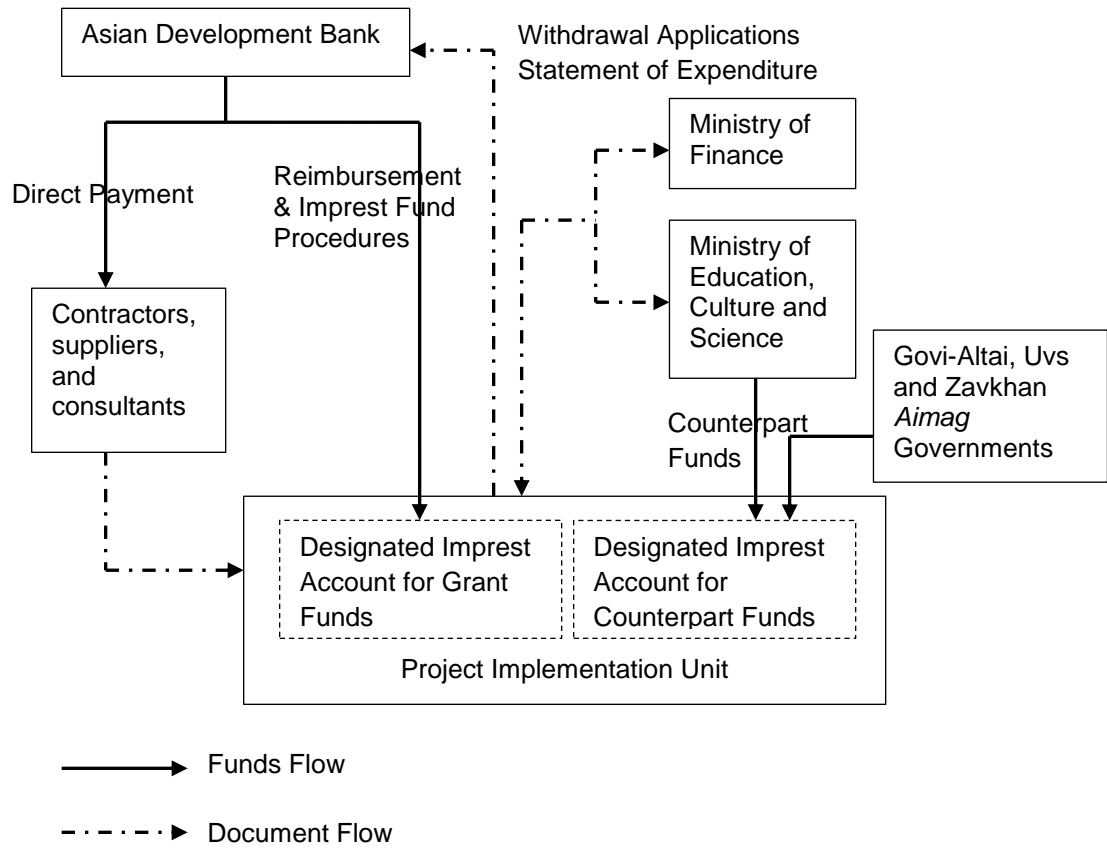 Asian Development Bank
Withdrawal Applications
Statement of Expenditure
Ministry of
Finance
Direct Payment
Reimbursement
& Imprest Fund
Procedures
Ministry of
Education,
Culture and
Science
Contractors,
suppliers,
and
consultants
Govi-Altai, Uvs
and Zavkhan
Aimag
Governments
Counterpart
Funds
Designated Imprest
Account for Grant
Funds
Designated Imprest
Account for
Counterpart Funds
Project Implementation Unit
Funds Flow
Document Flow